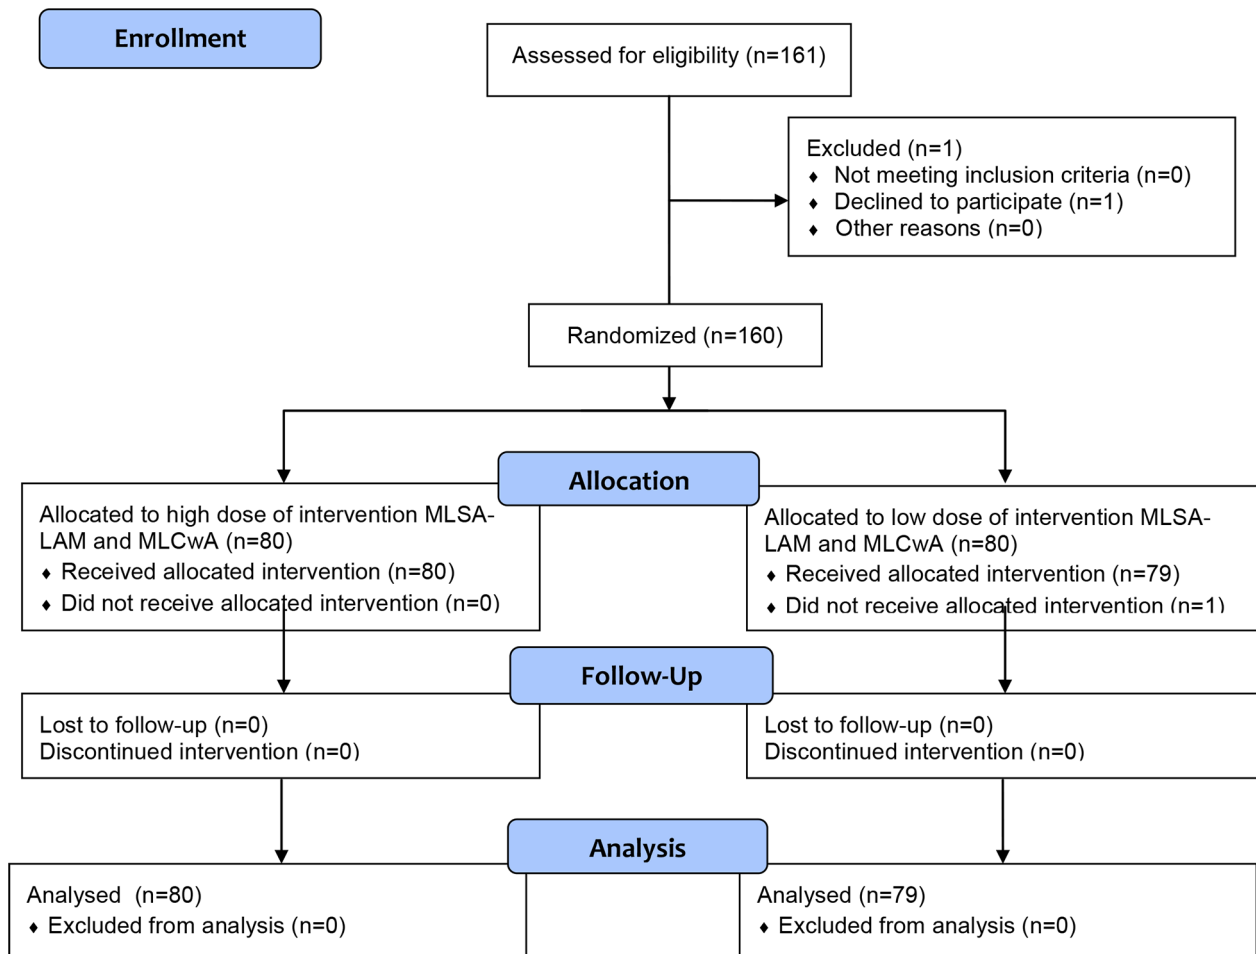 Enrollment
Assessed for eligibility (n=161)
Excluded (n=1)
♦ Not meeting inclusion criteria (n=0)
♦ Declined to participate (n=1)
♦ Other reasons (n=0)
Randomized (n=160)
Allocation
Allocated to high dose of intervention MLSA-
LAM and MLCwA (n=80)
♦ Received allocated intervention (n=80)
♦ Did not receive allocated intervention (n=0)
Allocated to low dose of intervention MLSA-
LAM and MLCwA (n=80)
♦ Received allocated intervention (n=79)
♦ Did not receive allocated intervention (n=1)
Follow-Up
Lost to follow-up (n=0)
Discontinued intervention (n=0)
Lost to follow-up (n=0)
Discontinued intervention (n=0)
Analysis
Analysed  (n=80)
♦ Excluded from analysis (n=0)
Analysed (n=79)
♦ Excluded from analysis (n=0)